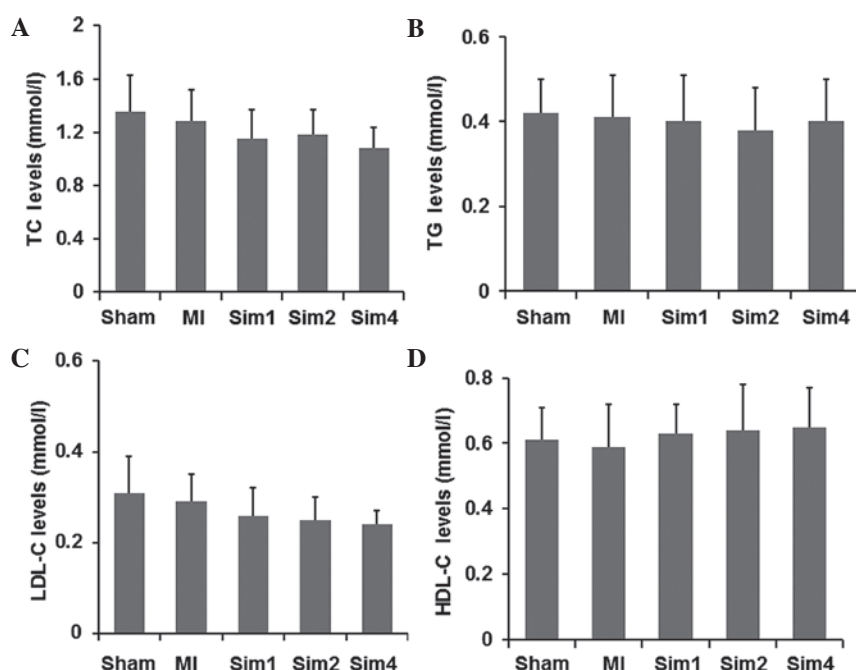 A
TC levels (mmol/l)
2
1.6
1.2
0.8
0.4
0
Sham MI Sim1 Sim2 Sim4
B
TG levels (mmol/l)
0.6
0.4
0.2
0
Sham MI Sim1 Sim2 Sim4
C
LDL-C levels (mmol/l)
0.6
0.4
0.2
0
Sham MI Sim1 Sim2 Sim4
D
HDL-C levels (mmol/l)
0.8
0.6
0.4
0.2
0
Sham MI Sim1 Sim2 Sim4